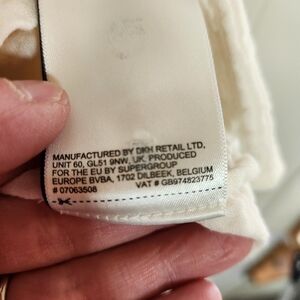 MANUFACTURED BY DKH RETAIL LTD,
UNIT 60, GL51 9NW, UK. PRODUCED
FOR THE EU BY SUPERGROUP
EUROPE BVBA, 1702 DILBEEK, BELGIUM
# 07063508 VAT # GB974823775